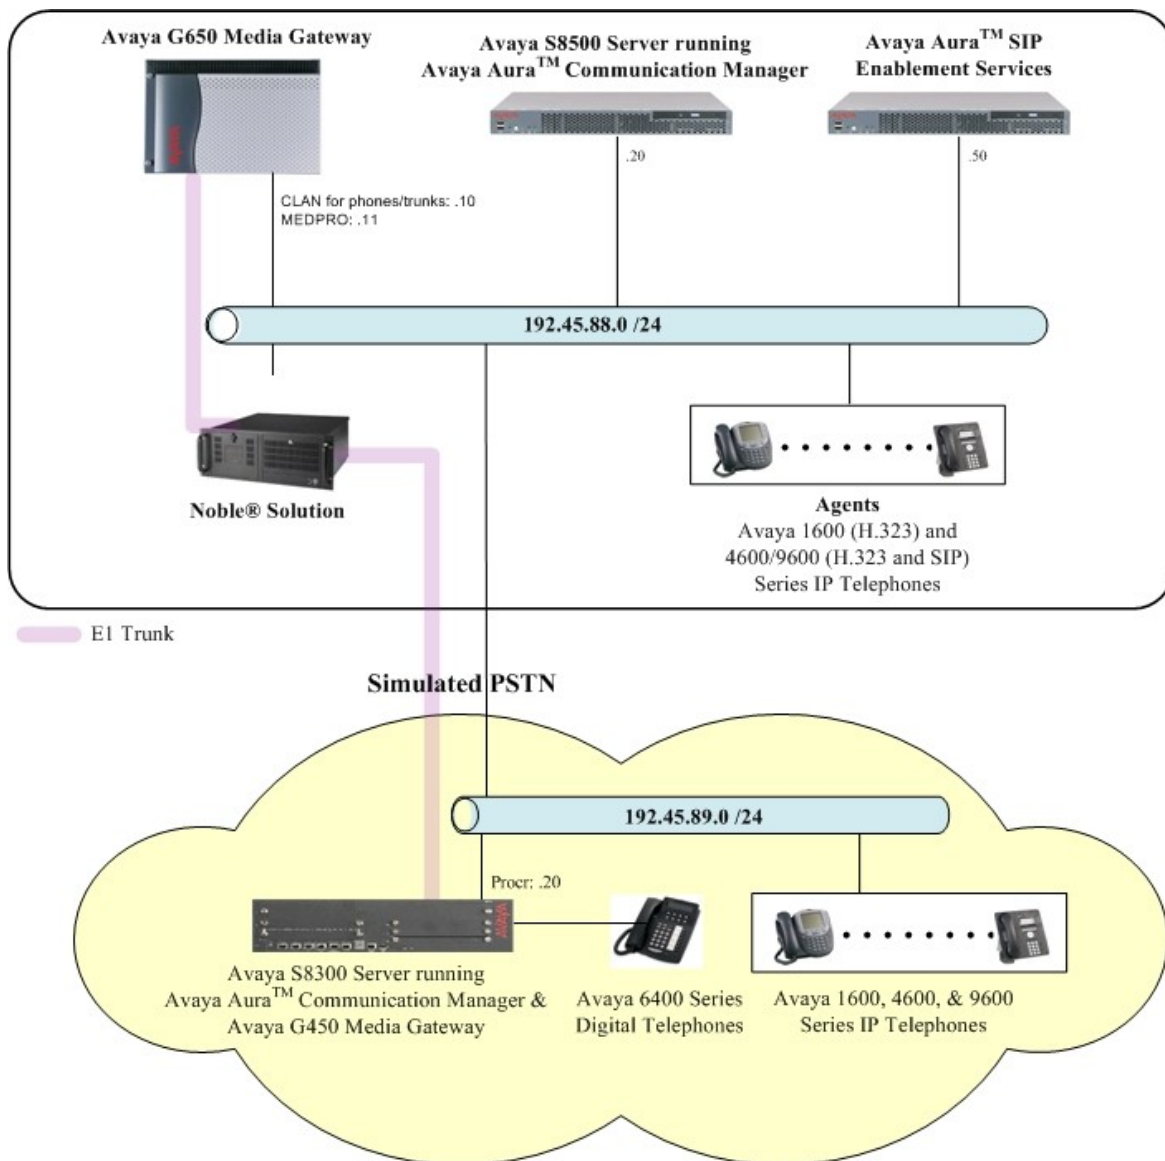 Avaya G650 Media Gateway
Avaya S8500 Server running
Avaya Aura™ Communication Manager
Avaya Aura™ SIP
Enablement Services
.20
.50
CLAN for phones/trunks: .10
MEDPRO: .11
192.45.88.0 /24
Noble® Solution
Agents
Avaya 1600 (H.323) and
4600/9600 (H.323 and SIP)
Series IP Telephones
E1 Trunk
Simulated PSTN
192.45.89.0 /24
Procr: .20
Avaya S8300 Server running
Avaya Aura™ Communication Manager &
Avaya G450 Media Gateway
Avaya 6400 Series
Digital Telephones
Avaya 1600, 4600, & 9600
Series IP Telephones